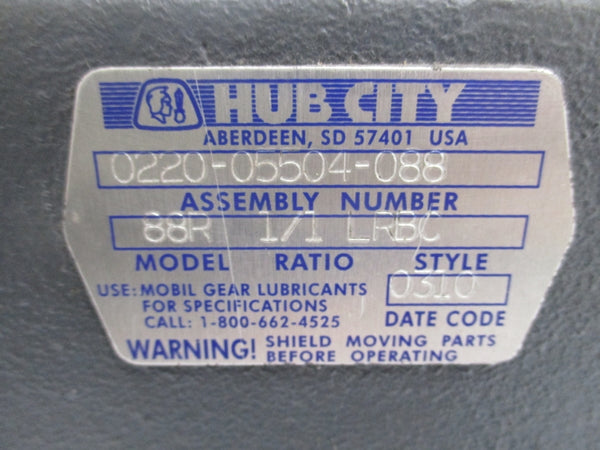 HUB CITY
ABERDEEN, SD 57401 USA
0220-05504-088
ASSEMBLY NUMBER
88R 1/1 LRBC
MODEL RATIO STYLE
USE: MOBIL GEAR LUBRICANTS
FOR SPECIFICATIONS
CALL: 1-800-662-4525
J 0310
DATE CODE
WARNING! SHIELD MOVING PARTS
BEFORE OPERATING